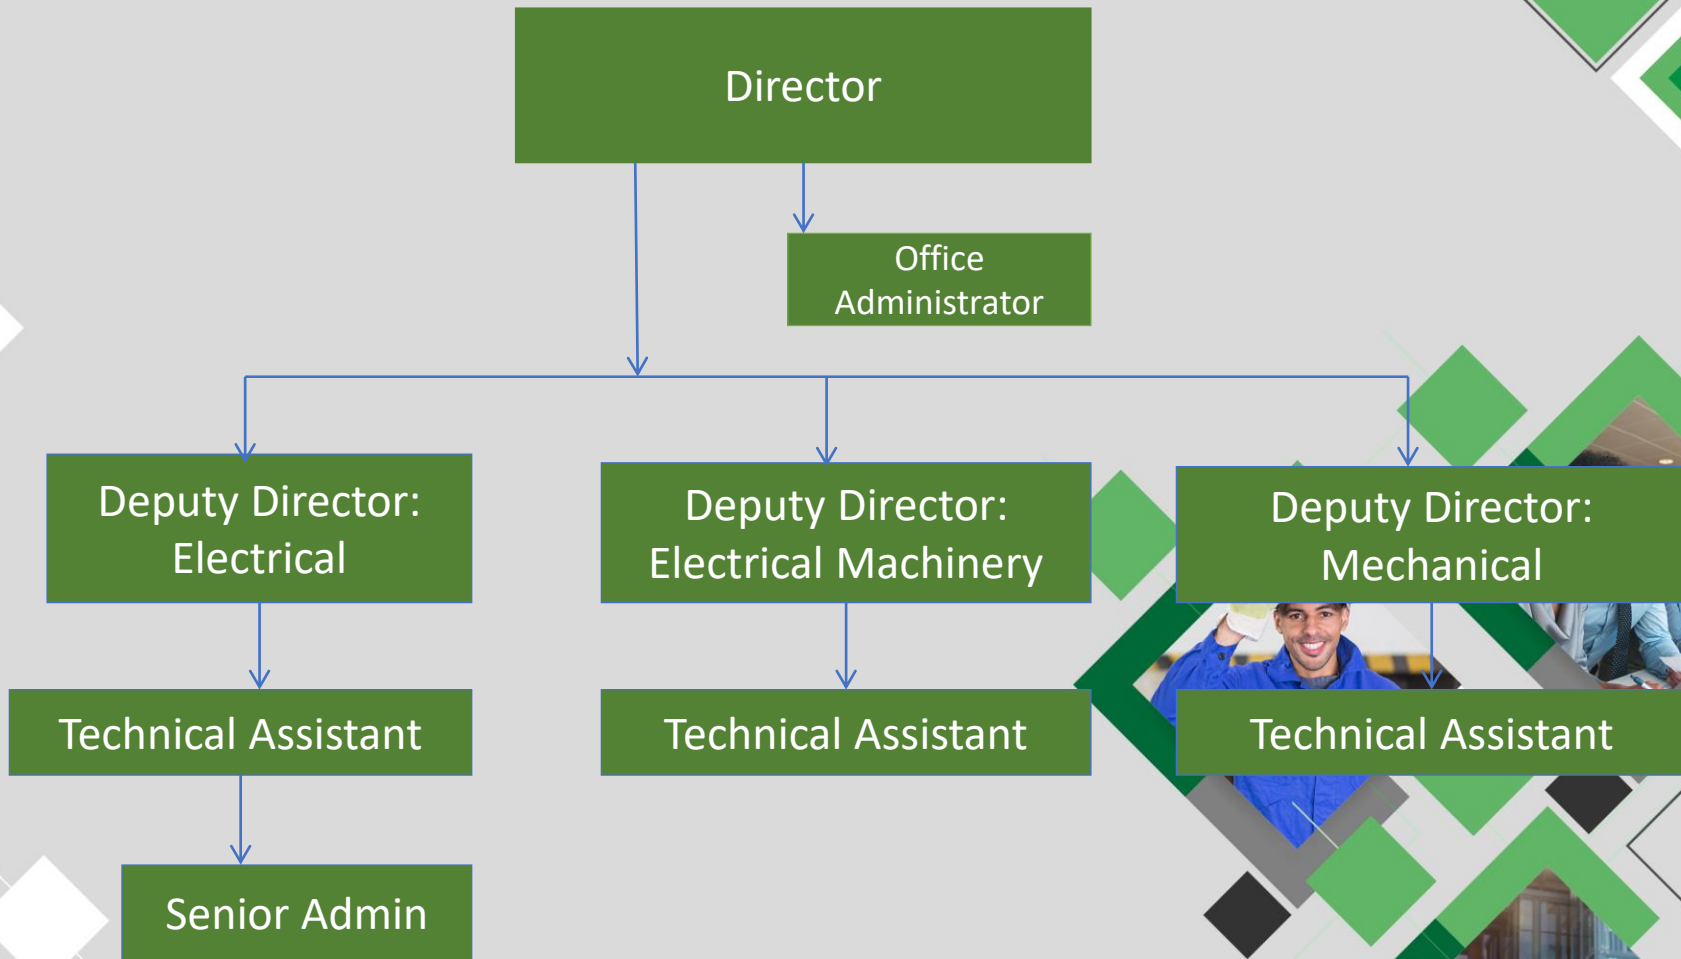 Director
Office
Administrator
Deputy Director:
Electrical
Deputy Director:
Electrical Machinery
Deputy Director:
Mechanical
Technical Assistant
Technical Assistant
Technical Assistant
Senior Admin